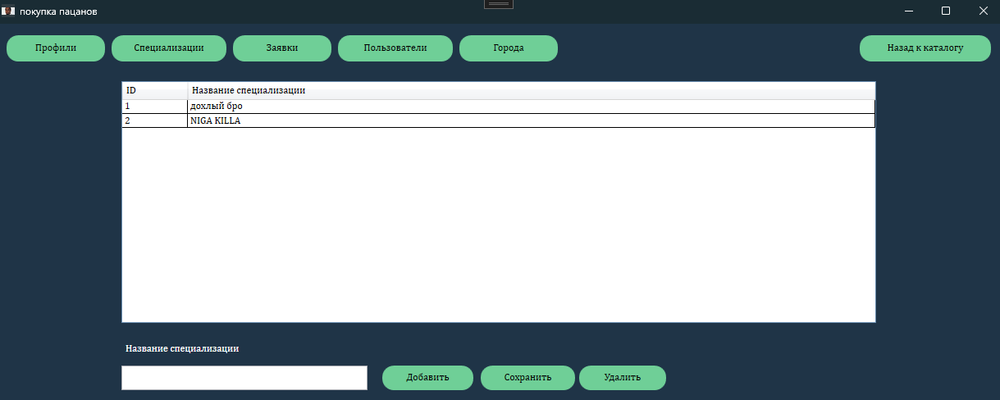 покупка пацанов
Профили Специализации Заявки Пользователи Города Назад к каталогу
ID Название специализации
1 дохлый бро
2 NIGA KILLA
Название специализации
Добавить Сохранить Удалить